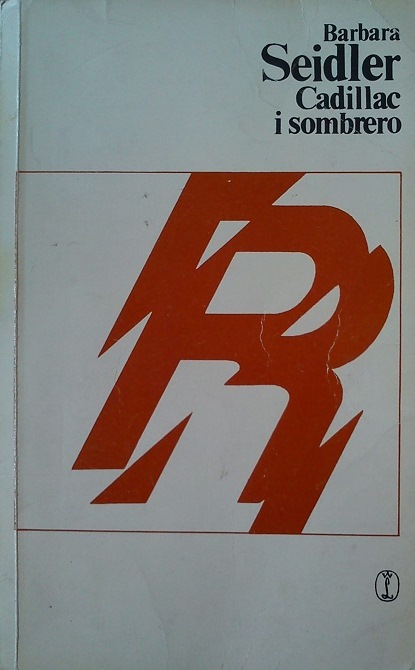 Barbara
Seidler
Cadillac
i sombrero
R